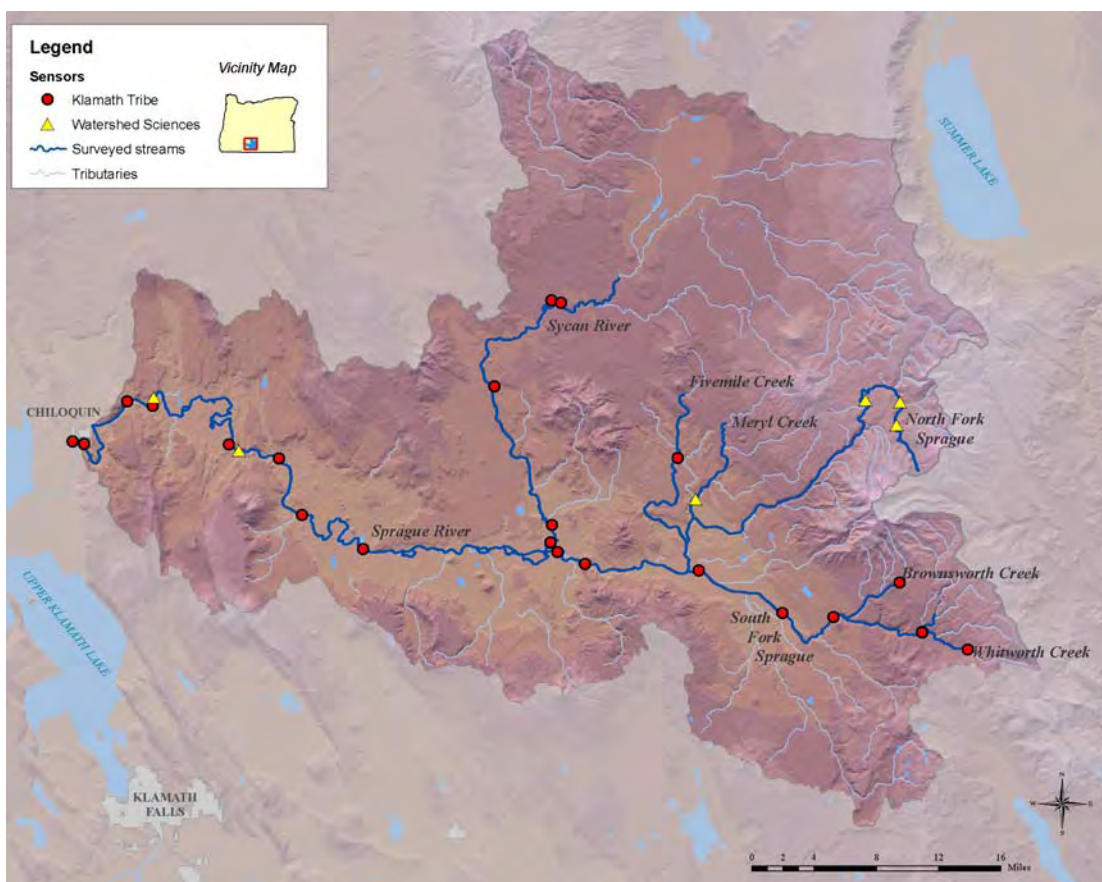 Legend
Sensors
Vicinity Map
Klamath Tribe
Watershed Sciences
Surveyed streams
Tributaries
SUMMER LAKE
Sycan River
Fivemile Creek
Meryl Creek
North Fork
Sprague
CHILOQUIN
Sprague River
Brownsworth Creek
South
Fork
Sprague
Whitworth Creek
UPPER KLAMATH LAKE
KLAMATH
FALLS
N
W
E
S
0 2 4 8 12 16
Miles